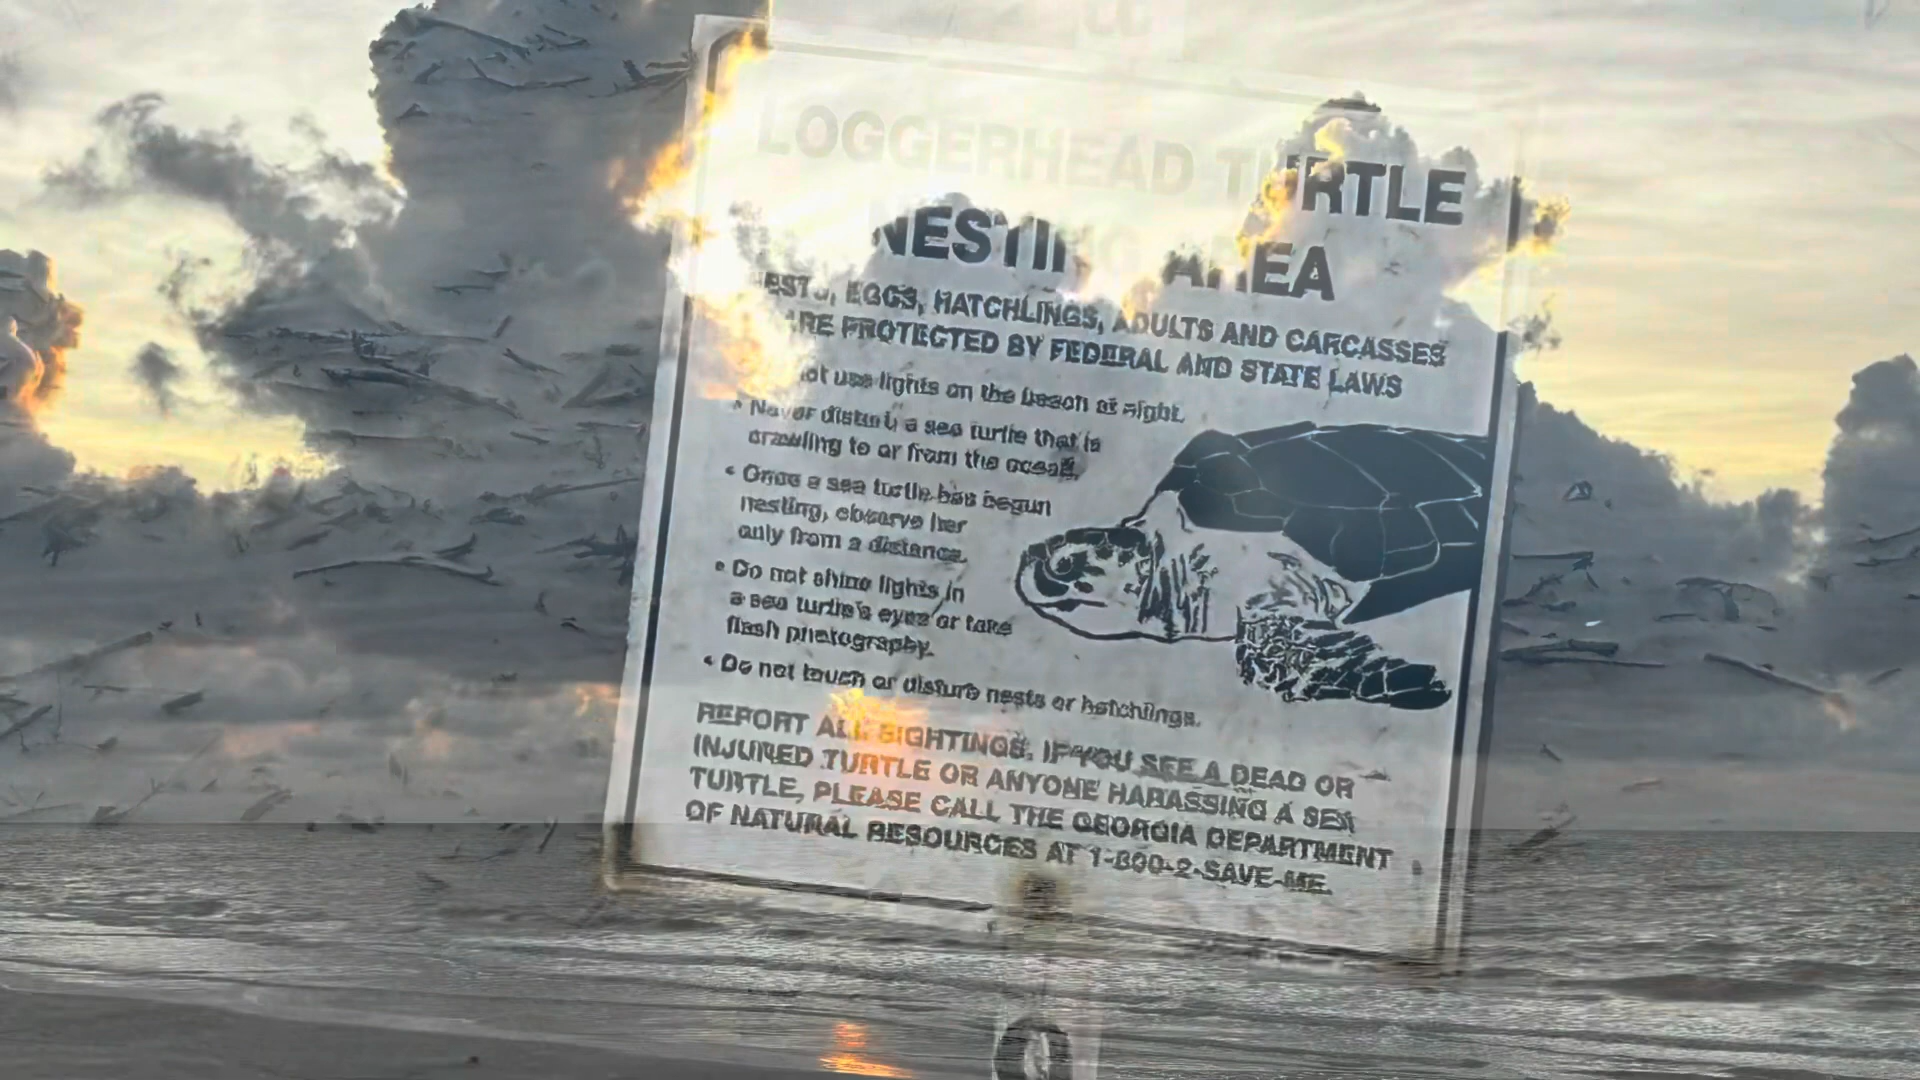 LOGGERHEAD TURTLE
NESTING AREA
NESTS, EGGS, HATCHLINGS, ADULTS AND CARCASSES
ARE PROTECTED BY FEDERAL AND STATE LAWS
not use lights on the beach at night.
• Never disturb a sea turtle that is
crawling to or from the ocean.
• Once a sea turtle has begun
nesting, observe her
only from a distance.
• Do not shine lights in
a sea turtle's eyes or take
flash photography.
• Do not touch or disturb nests or hatchlings.
REPORT ALL SIGHTINGS. IF YOU SEE A DEAD OR
INJURED TURTLE OR ANYONE HARASSING A SEA
TURTLE, PLEASE CALL THE GEORGIA DEPARTMENT
OF NATURAL RESOURCES AT 1-800-2-SAVE-ME.